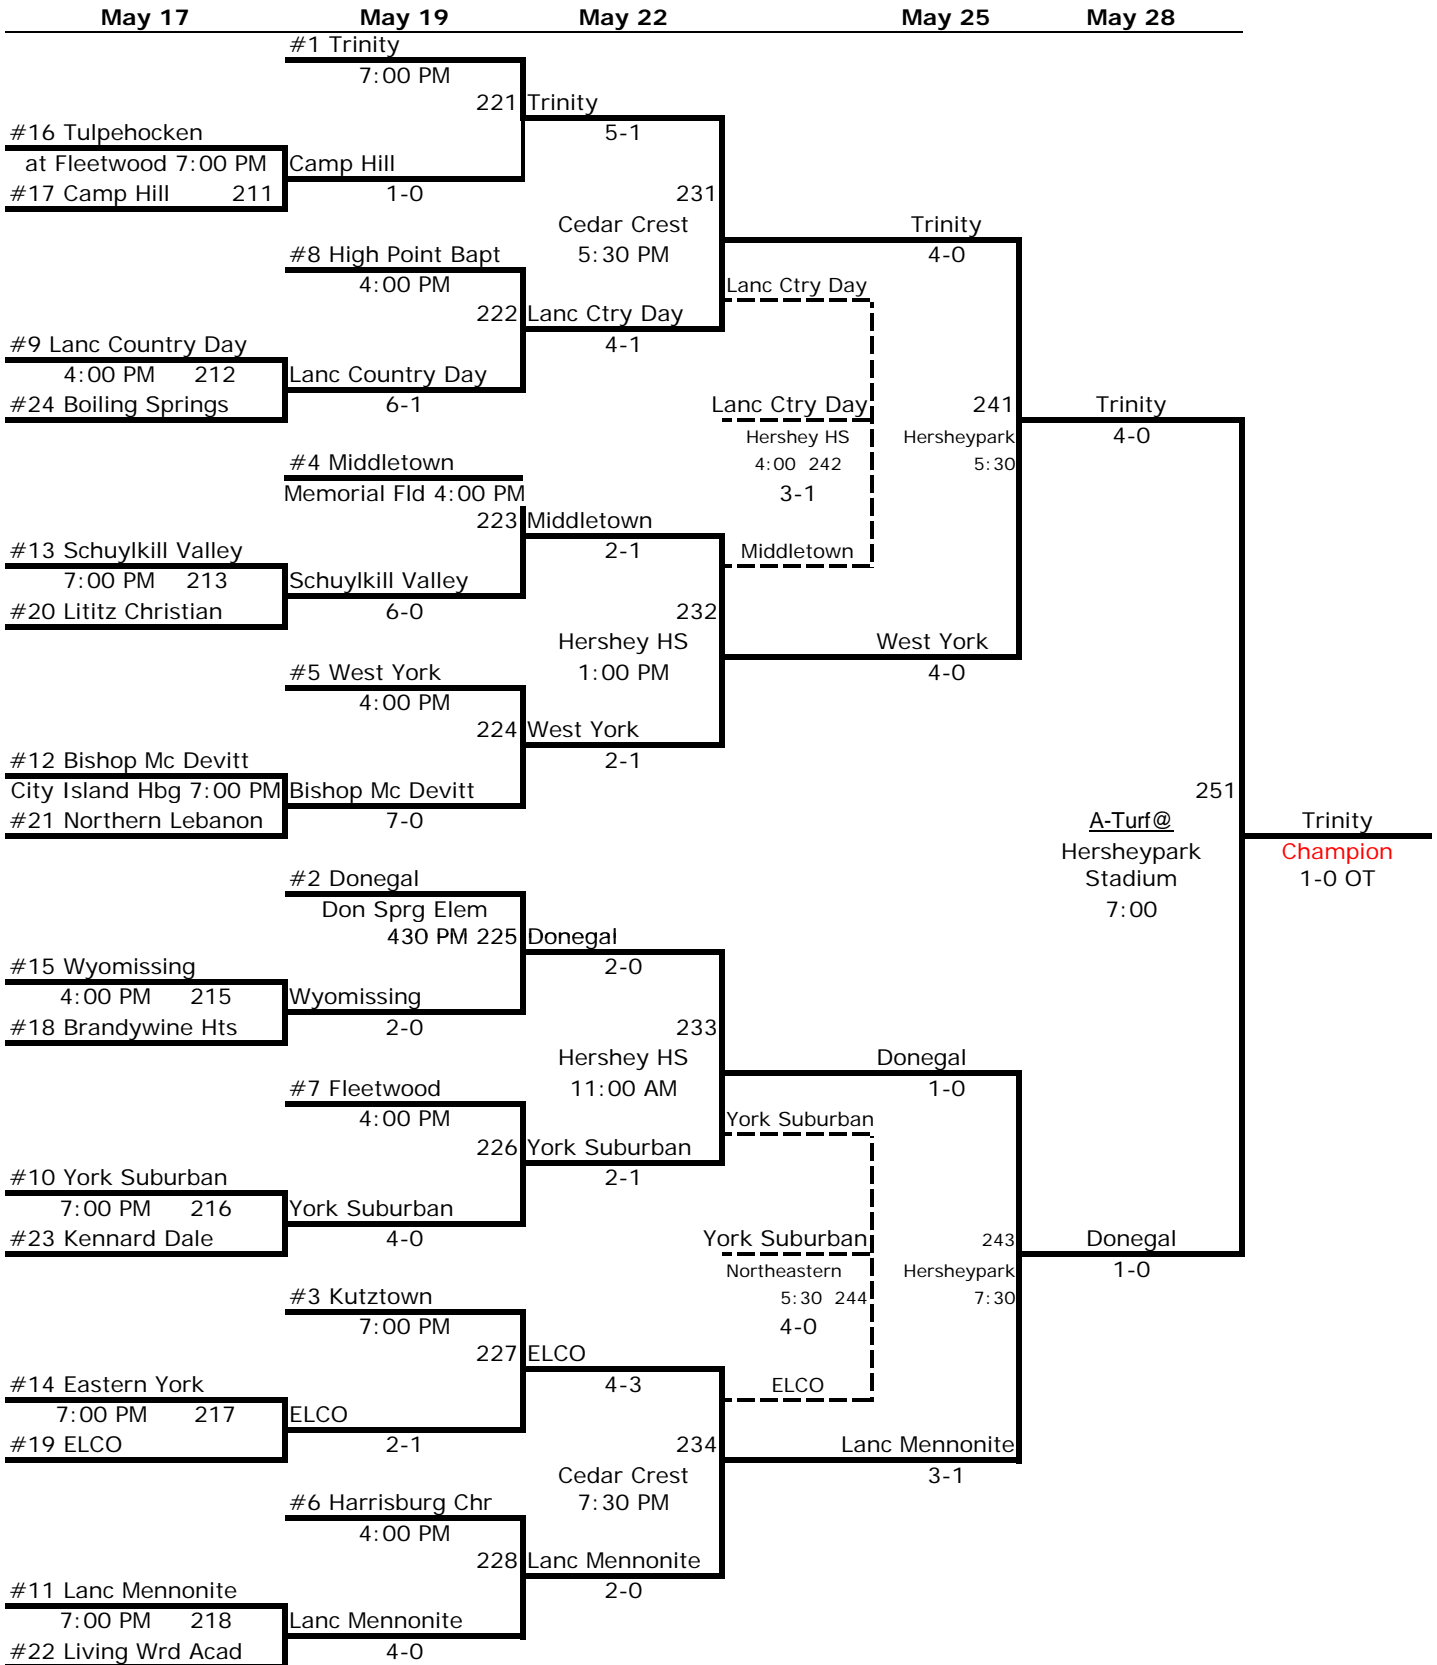 May 17 May 19 May 22 May 25 May 28
#1 Trinity
7:00 PM
221 Trinity
#16 Tulpehocken 5-1
at Fleetwood 7:00 PM Camp Hill
#17 Camp Hill 211 1-0 231
Cedar Crest Trinity
#8 High Point Bapt 5:30 PM 4-0
4:00 PM Lanc Ctry Day
222 Lanc Ctry Day
#9 Lanc Country Day 4-1
4:00 PM 212 Lanc Country Day
#24 Boiling Springs 6-1 Lanc Ctry Day 241 Trinity
Hershey HS Hersheypark 4-0
#4 Middletown 4:00 242 5:30
Memorial Fld 4:00 PM 3-1
223 Middletown
#13 Schuylkill Valley 2-1 Middletown
7:00 PM 213 Schuylkill Valley
#20 Lititz Christian 6-0 232
Hershey HS West York
#5 West York 1:00 PM 4-0
4:00 PM
224 West York
#12 Bishop Mc Devitt 2-1
City Island Hbg 7:00 PM Bishop Mc Devitt 251
#21 Northern Lebanon 7-0 A-Turf@ Trinity
Hersheypark Champion
#2 Donegal Stadium 1-0 OT
Don Sprg Elem 7:00
430 PM 225 Donegal
#15 Wyomissing 2-0
4:00 PM 215 Wyomissing
#18 Brandywine Hts 2-0 233
Hershey HS Donegal
#7 Fleetwood 11:00 AM 1-0
4:00 PM York Suburban
226 York Suburban
#10 York Suburban 2-1
7:00 PM 216 York Suburban
#23 Kennard Dale 4-0 York Suburban 243 Donegal
Northeastern Hersheypark 1-0
#3 Kutztown 5:30 244 7:30
7:00 PM 4-0
227 ELCO
#14 Eastern York 4-3 ELCO
7:00 PM 217 ELCO
#19 ELCO 2-1 234 Lanc Mennonite
Cedar Crest 3-1
#6 Harrisburg Chr 7:30 PM
4:00 PM
228 Lanc Mennonite
#11 Lanc Mennonite 2-0
7:00 PM 218 Lanc Mennonite
#22 Living Wrd Acad 4-0